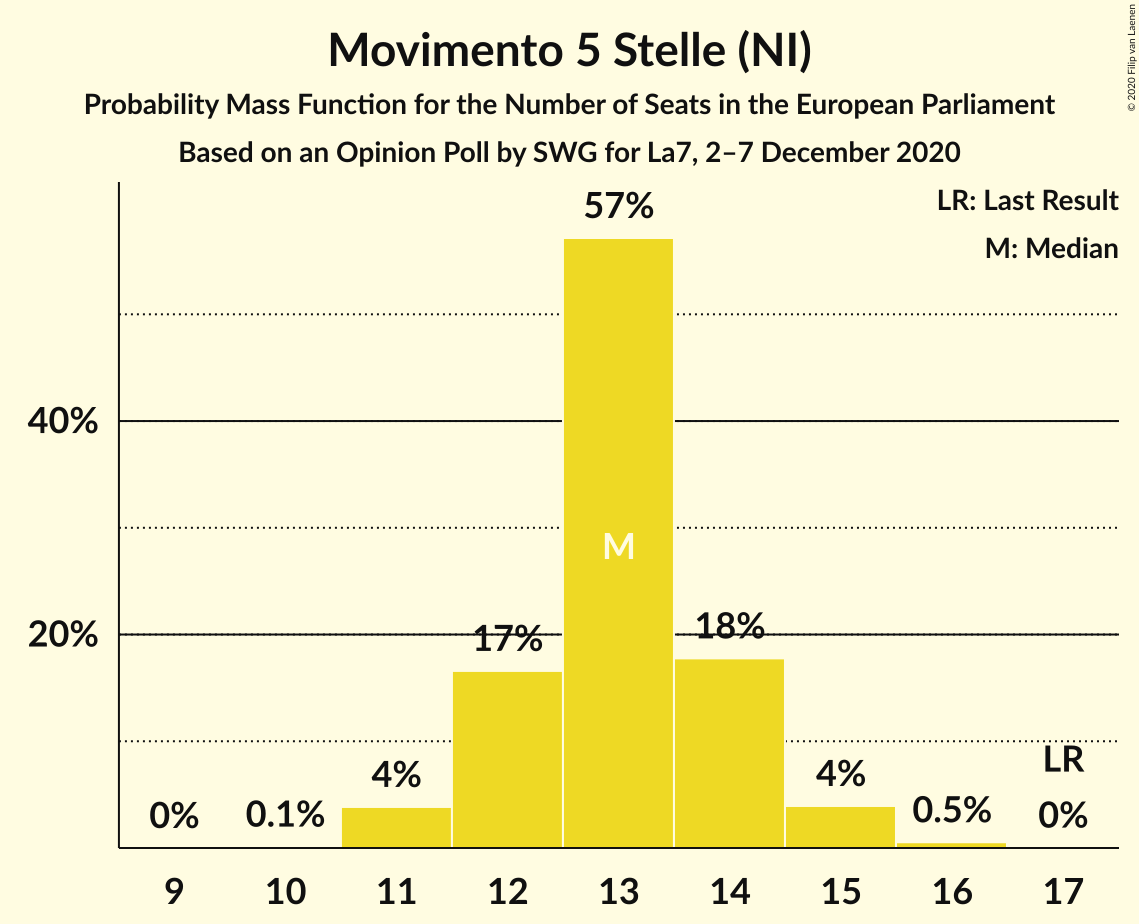 Movimento 5 Stelle (NI)
Probability Mass Function for the Number of Seats in the European Parliament
Based on an Opinion Poll by SWG for La7, 2–7 December 2020
© 2020 Filip van Laenen
LR: Last Result
M: Median
57%
40%
M
20%
17%
18%
LR
4%
4%
0%
0.1%
0.5%
0%
9 10 11 12 13 14 15 16 17